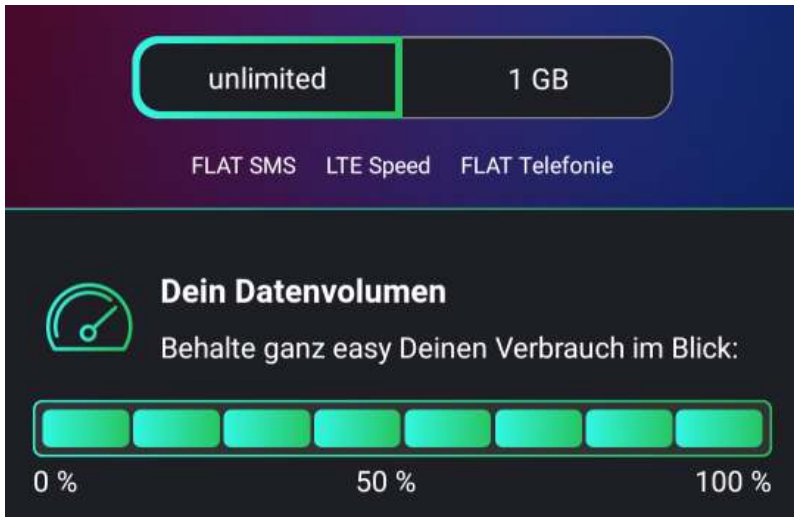 unlimited 1 GB
FLAT SMS LTE Speed FLAT Telefonie
Dein Datenvolumen
Behalte ganz easy Deinen Verbrauch im Blick:
0 % 50 % 100 %